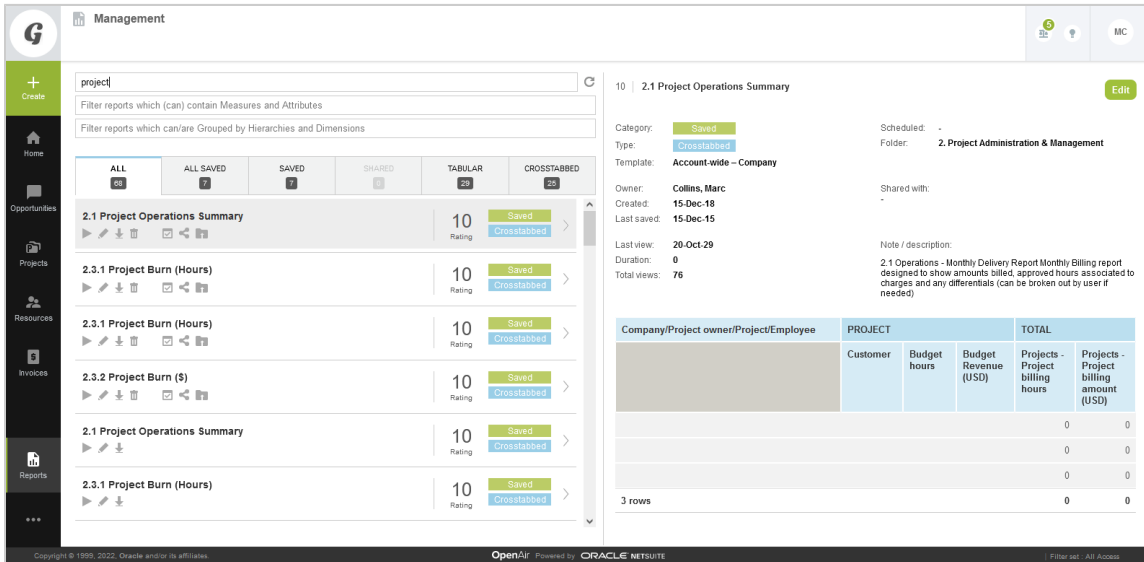 G
Management
5
MC
Create
Home
Opportunities
Projects
Resources
Invoices
Reports
project
Filter reports which (can) contain Measures and Attributes
Filter reports which can/are Grouped by Hierarchies and Dimensions
ALL
68
ALL SAVED
7
SAVED
7
SHARED
0
TABULAR
29
CROSSTABBED
25
2.1 Project Operations Summary
10
Rating
Saved
Crosstabbed
2.3.1 Project Burn (Hours)
10
Rating
Saved
Crosstabbed
2.3.1 Project Burn (Hours)
10
Rating
Saved
Crosstabbed
2.3.2 Project Burn ($)
10
Rating
Saved
Crosstabbed
2.1 Project Operations Summary
10
Rating
Saved
Crosstabbed
2.3.1 Project Burn (Hours)
10
Rating
Saved
Crosstabbed
10 | 2.1 Project Operations Summary
Edit
Category: Saved
Type: Crosstabbed
Template: Account-wide – Company
Scheduled: -
Folder: 2. Project Administration & Management
Owner: Collins, Marc
Created: 15-Dec-18
Last saved: 15-Dec-15
Shared with:
-
Last view: 20-Oct-29
Duration: 0
Total views: 76
Note / description:
2.1 Operations - Monthly Delivery Report Monthly Billing report
designed to show amounts billed, approved hours associated to
charges and any differentials (can be broken out by user if
needed)
Company/Project owner/Project/Employee PROJECT TOTAL
Customer
Budget
hours
Budget
Revenue
(USD)
Projects -
Project
billing
hours
Projects -
Project
billing
amount
(USD)
0 0
0 0
0 0
3 rows 0 0
Copyright © 1999, 2022, Oracle and/or its affiliates.
OpenAir Powered by ORACLE NETSUITE
| Filter set : All Access